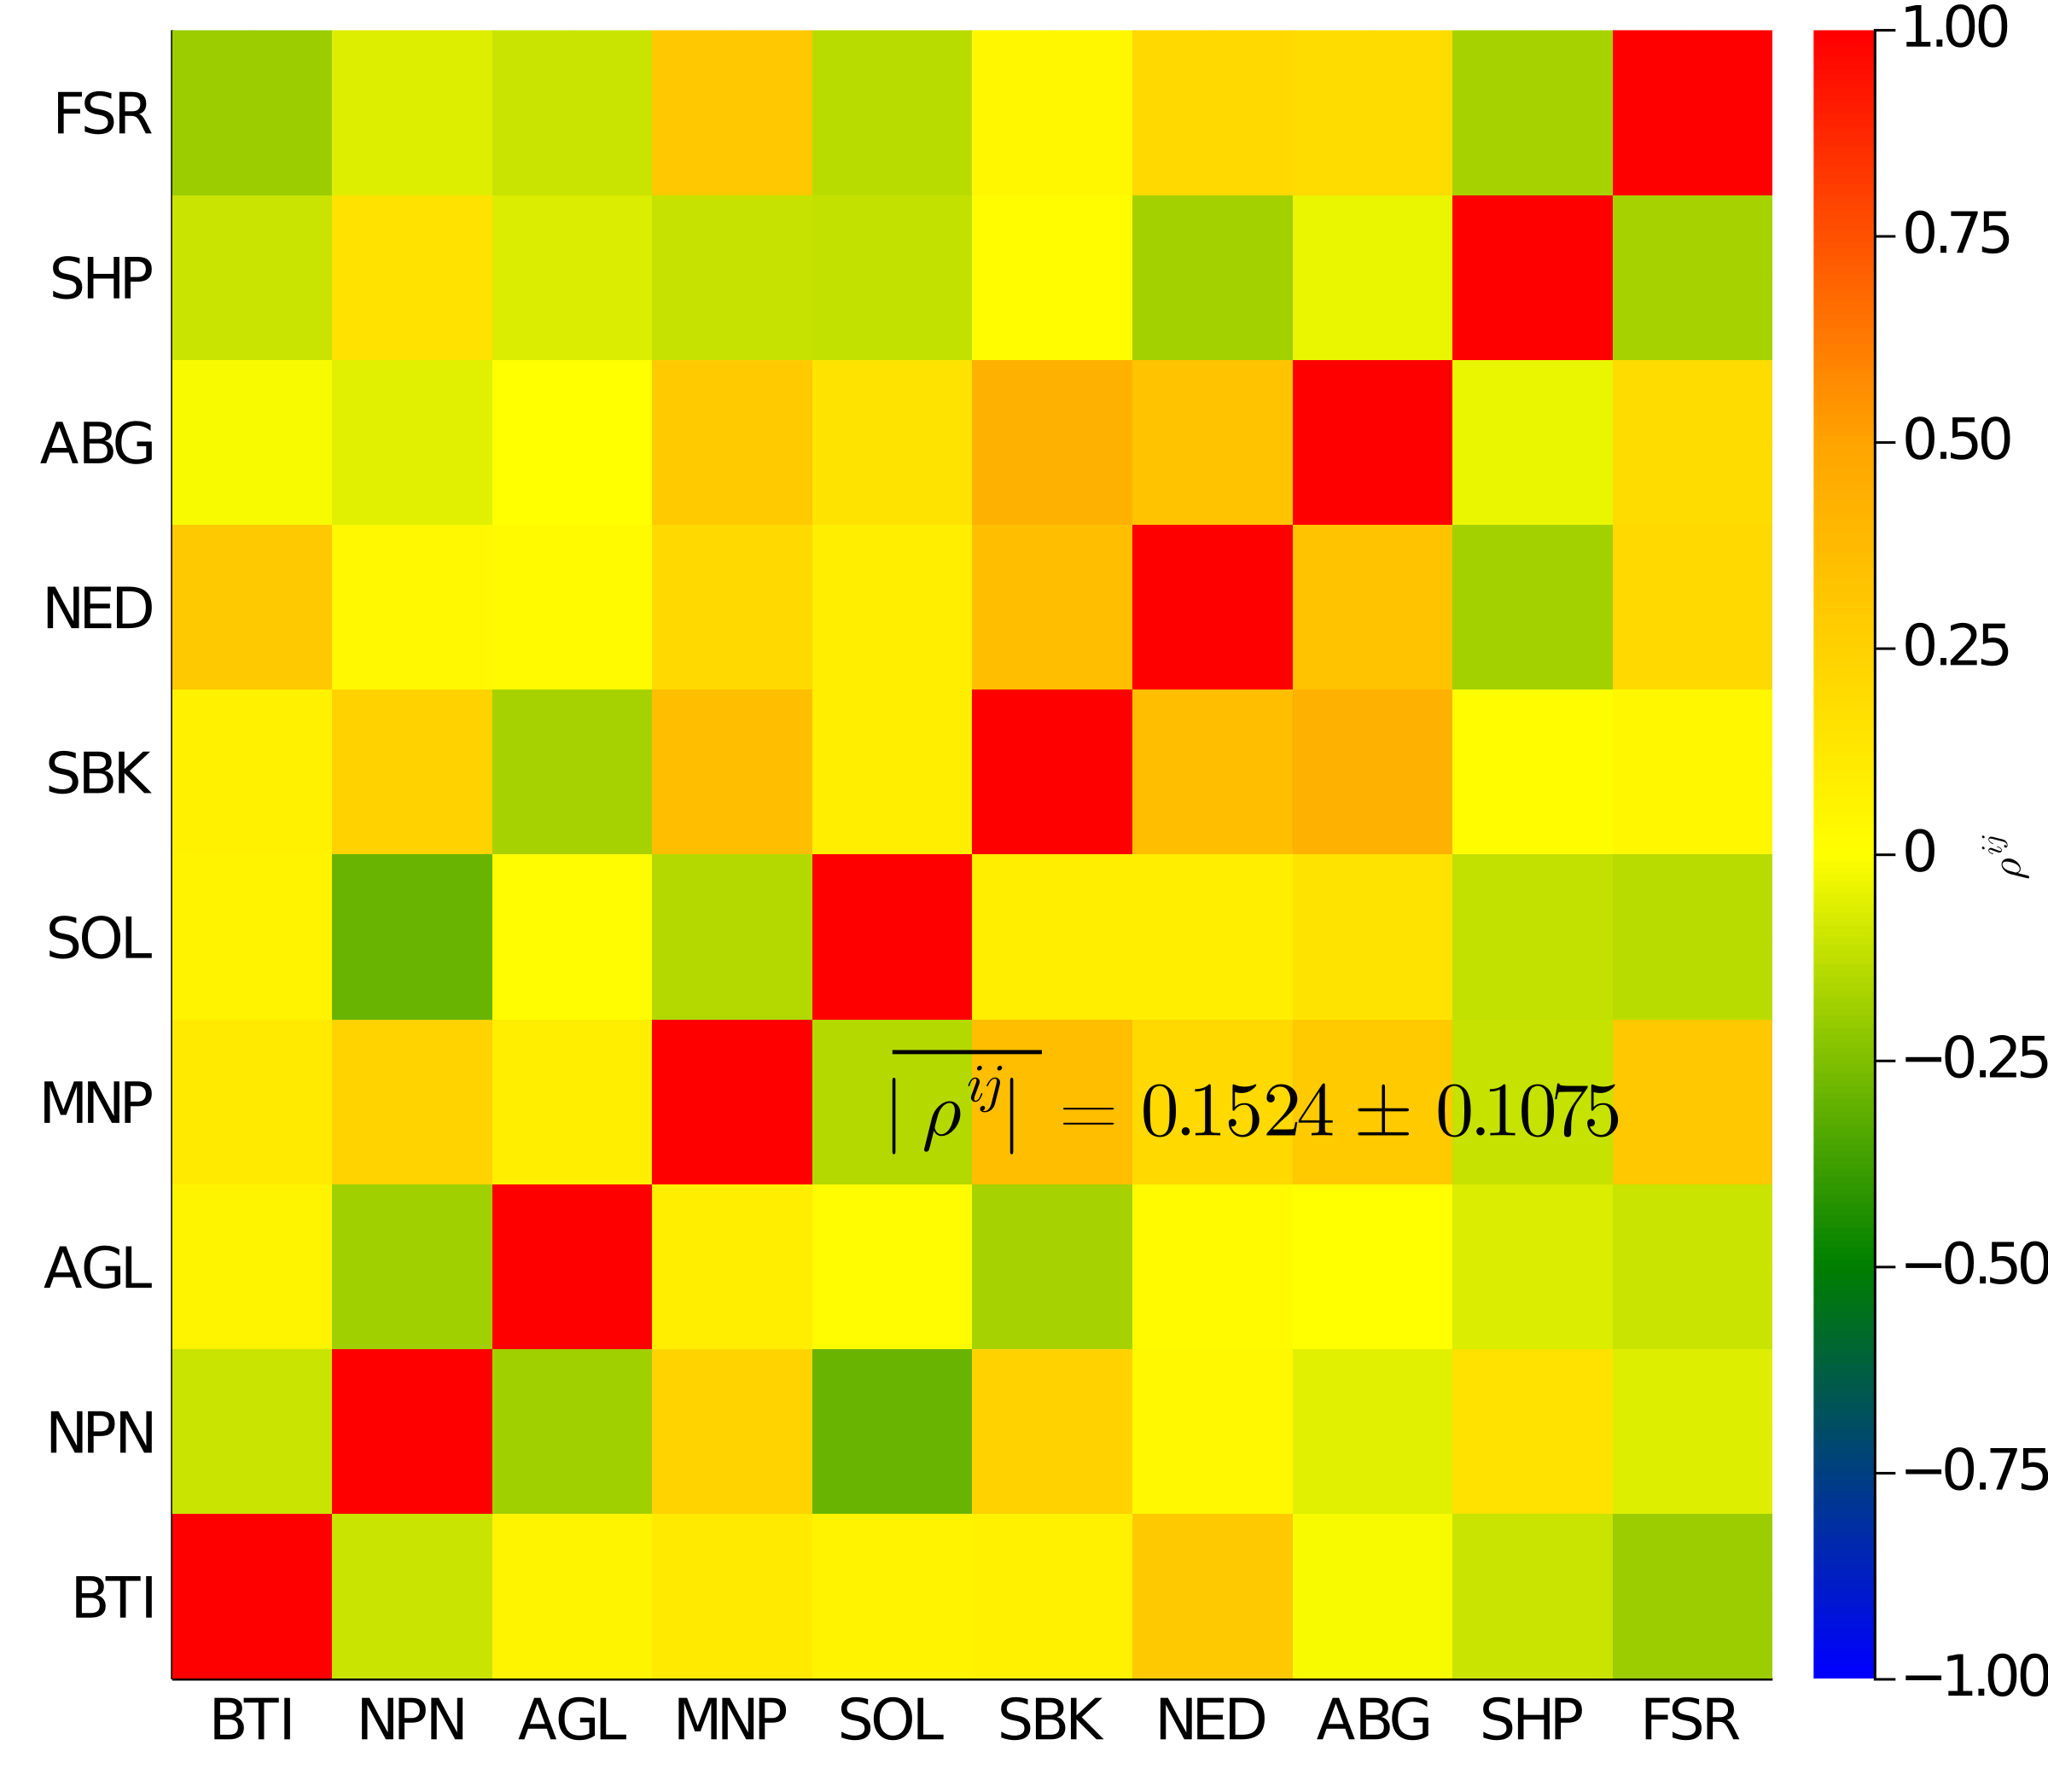 FSR
SHP
ABG
NED
SBK
SOL
MNP
AGL
NPN
BTI
BTI NPN AGL MNP SOL SBK NED ABG SHP FSR
|ρ^{ij}| = 0.1524 ± 0.1075
1.00
0.75
0.50
0.25
0
−0.25
−0.50
−0.75
−1.00
ρ^{ij}